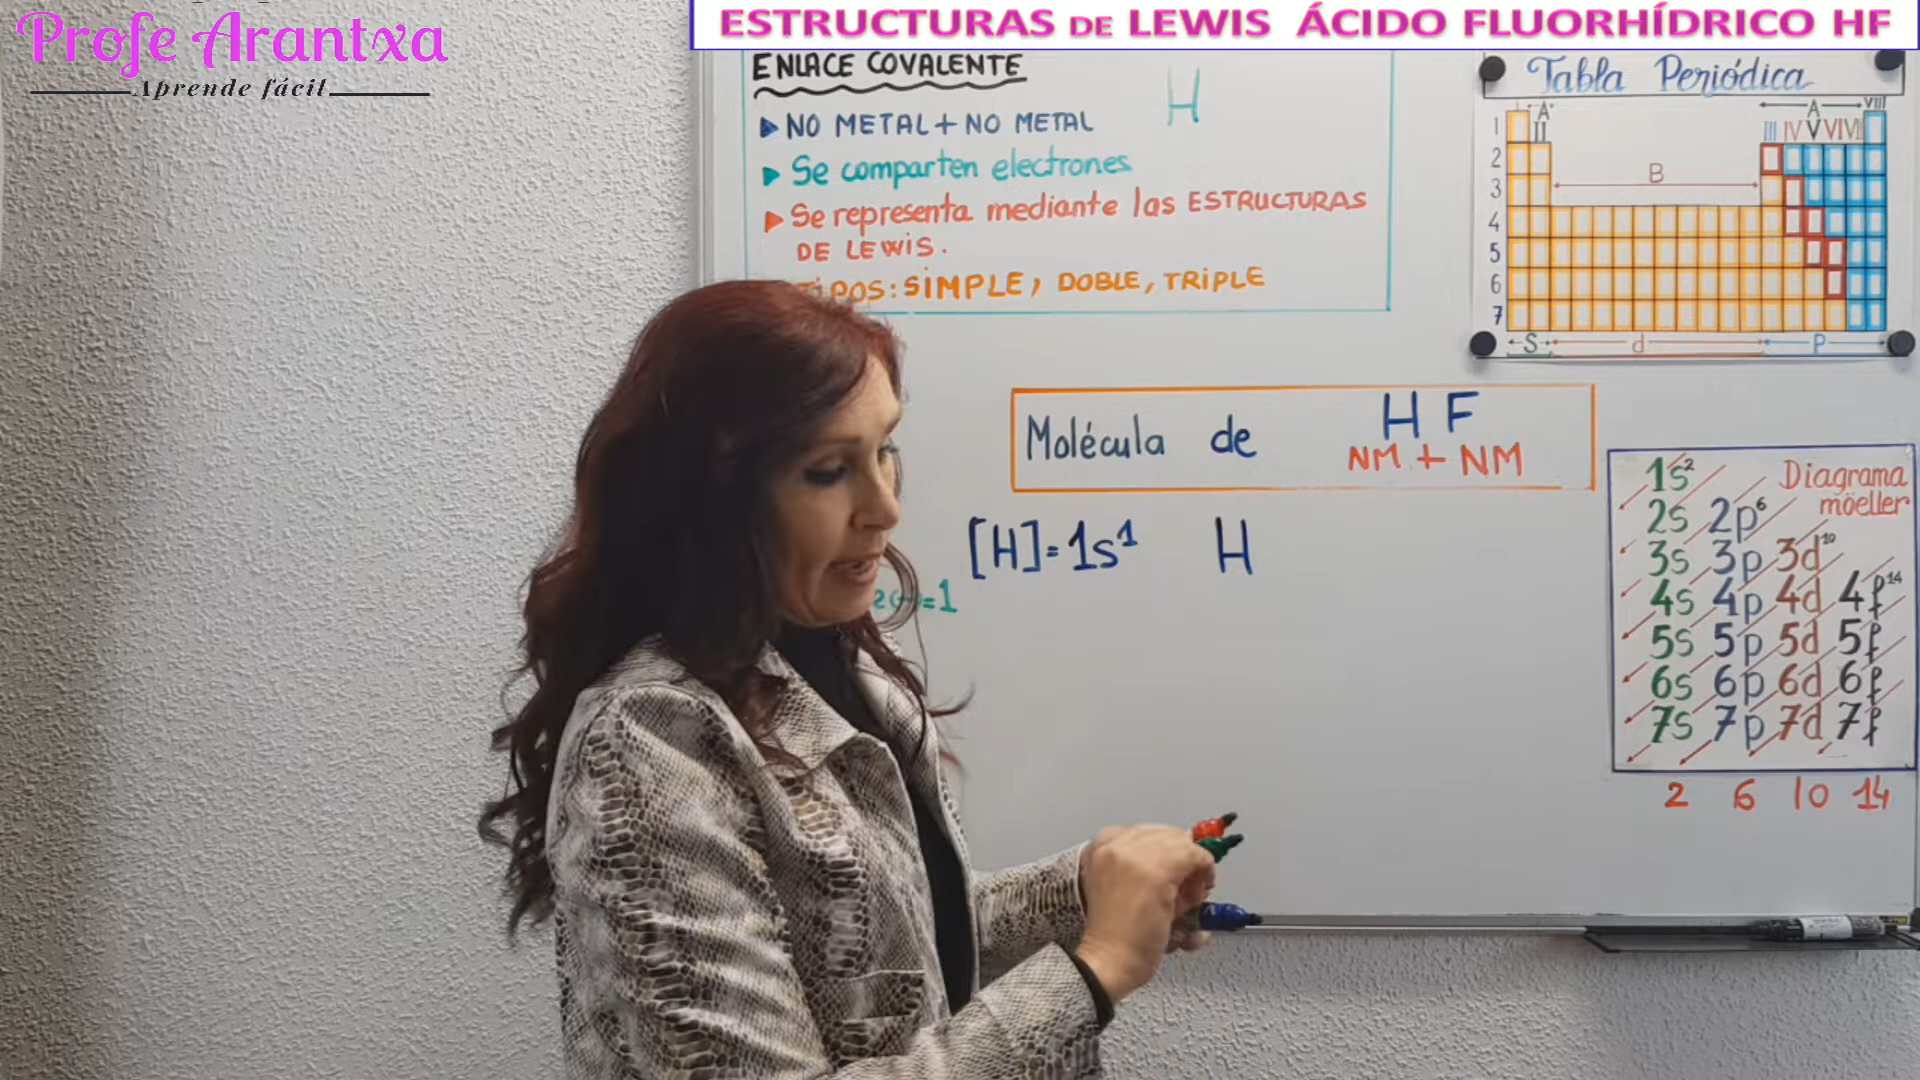 Profe Arantxa
Aprende fácil
ESTRUCTURAS DE LEWIS ÁCIDO FLUORHÍDRICO HF
ENLACE COVALENTE
H
NO METAL + NO METAL
Se comparten electrones
Se representa mediante las ESTRUCTURAS
DE LEWIS.
TIPOS: SIMPLE, DOBLE, TRIPLE
Tabla Periódica
I A II
III IV V VI VII VIII
A
B
1
2
3
4
5
6
7
S d P
Molécula de H F
NM + NM
[H]=1s¹ H
e(-)=1
Diagrama
möeller
1s²
2s 2p⁶
3s 3p 3d¹⁰
4s 4p 4d 4f¹⁴
5s 5p 5d 5f
6s 6p 6d 6f
7s 7p 7d 7f
2 6 10 14